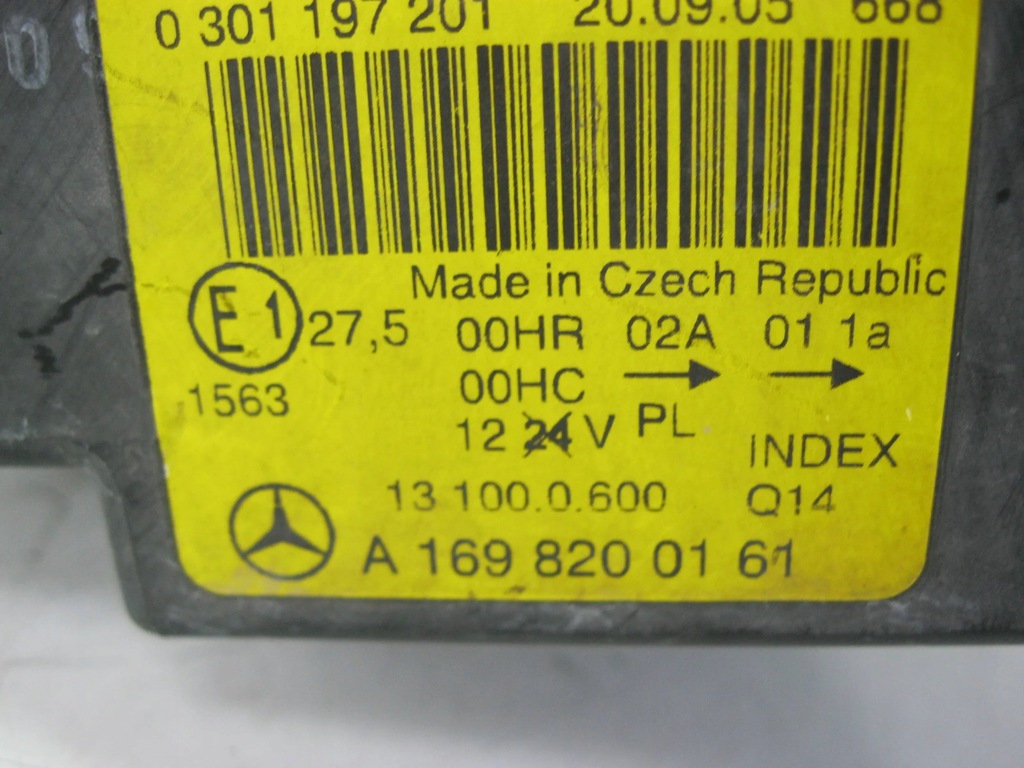 0 301 197 201 20.09.05 668
Made in Czech Republic
E1 27,5 00HR 02A 01 1a
1563 00HC → →
12 24 V PL INDEX
13 100.0.600 Q14
A 169 820 01 61